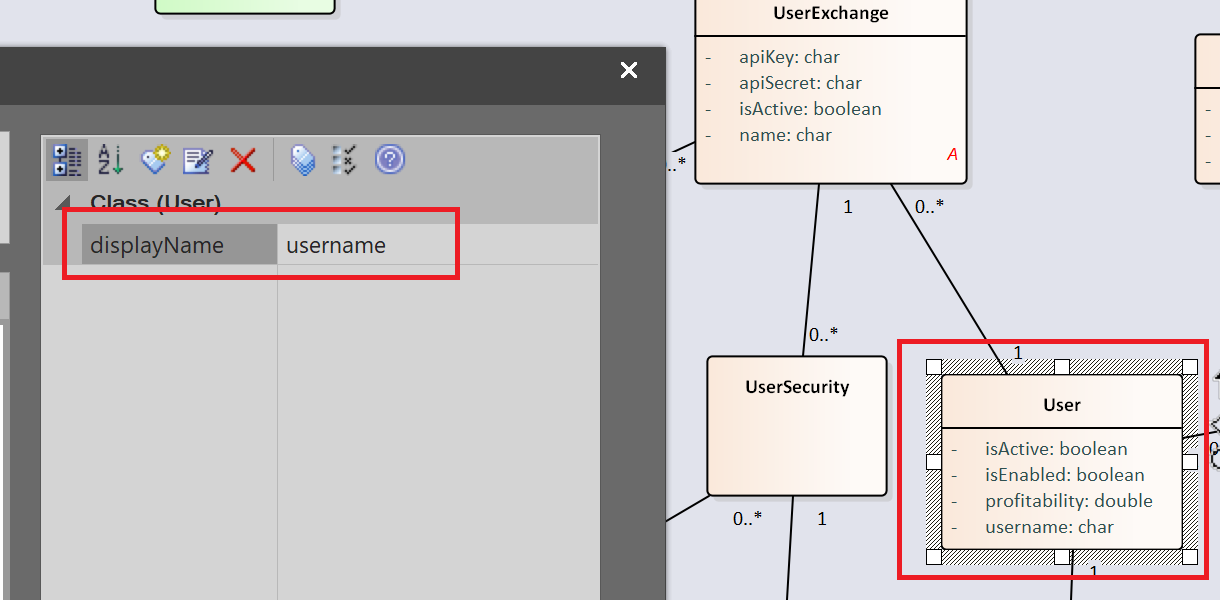 UserExchange
- apiKey: char
- apiSecret: char
- isActive: boolean
- name: char
A
..*
Class (User)
displayName username
1
0..*
0..*
1
UserSecurity
User
- isActive: boolean
- isEnabled: boolean
- profitability: double
- username: char
0..*
1
1